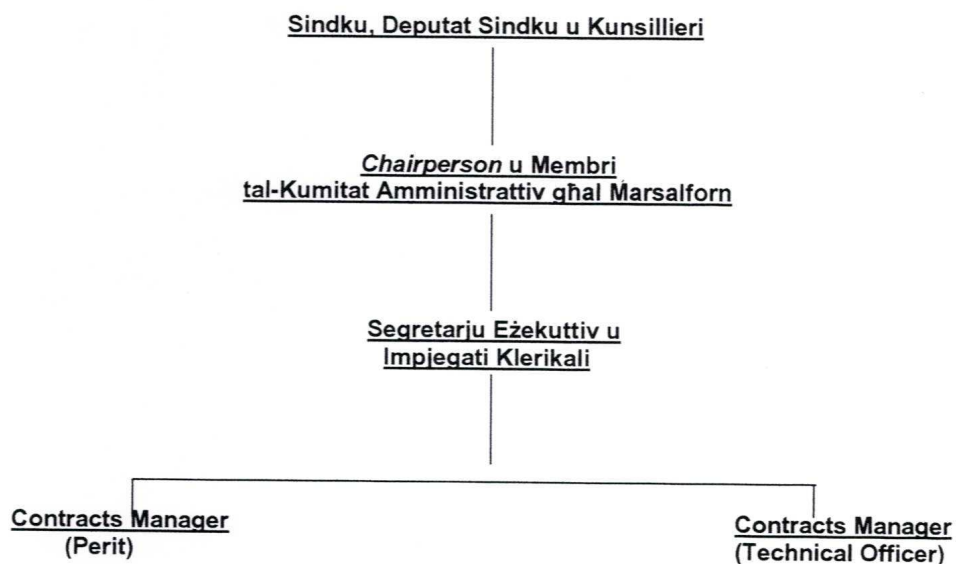 Sindku, Deputat Sindku u Kunsillieri
Chairperson u Membri
tal-Kumitat Amministrattiv għal Marsalforn
Segretarju Eżekuttiv u
Impjegati Klerikali
Contracts Manager
(Perit)
Contracts Manager
(Technical Officer)